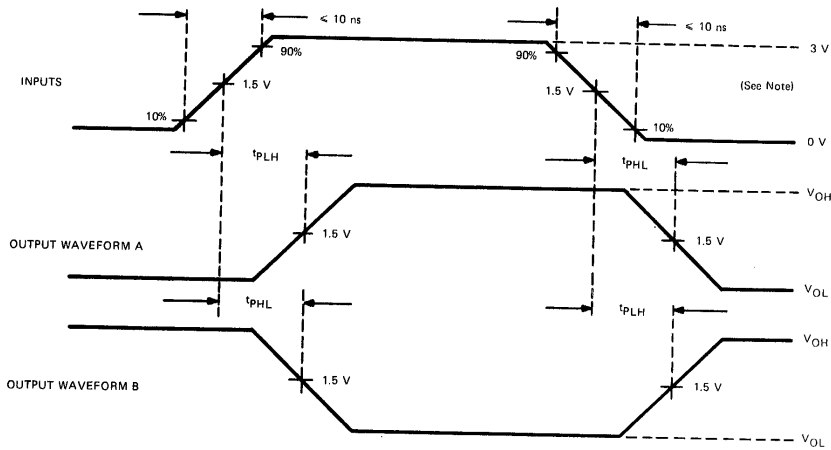 ≤ 10 ns
≤ 10 ns
3 V
90%
90%
INPUTS
1.5 V
1.5 V
(See Note)
10%
10%
0 V
tPLH
tPHL
VOH
OUTPUT WAVEFORM A
1.5 V
1.5 V
VOL
tPHL
tPLH
VOH
OUTPUT WAVEFORM B
1.5 V
1.5 V
VOL